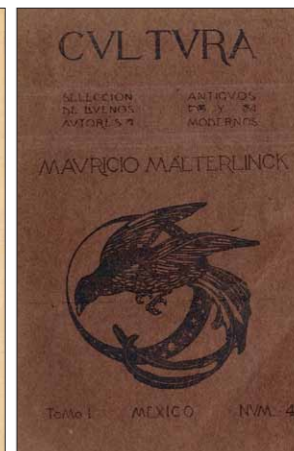 CVLTVRA
SELECCION ANTIGVOS
DE BVENOS Y
AVTORES MODERNOS
MAVRICIO MALTERLINCK
Tomo I. MEXICO NVM. 4